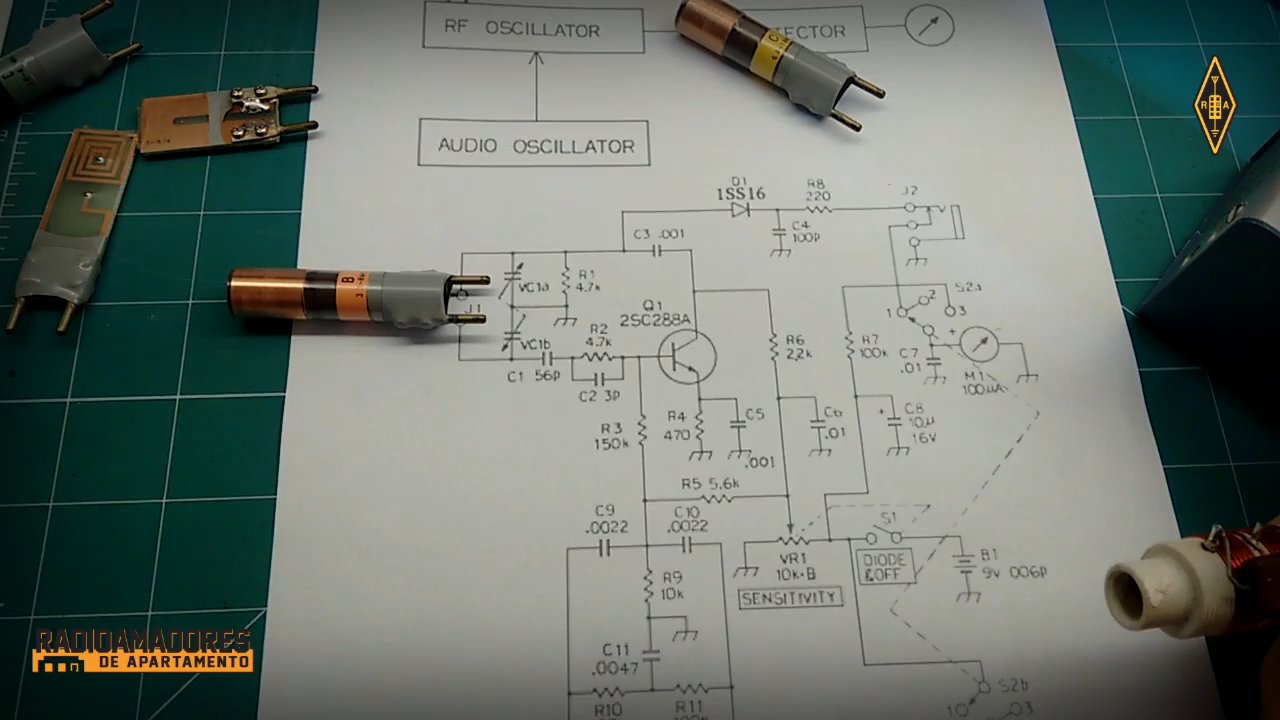 RF OSCILLATOR
AUDIO OSCILLATOR
R A
D1
1SS16
R8
220
J2
C4
100P
C3 .001
S2a
1 2 3
VC1a
R1
4.7k
J1
Q1
2SC288A
R2
4.7k
VC1b
C1 56P
C2 3P
R6
2.2k
R7
100k
C7
.01
M1
100μA
+
-
R3
150k
R4
470
C5
.001
C6
.01
+
C8
10μ
16V
R5 5.6k
C9
.0022
C10
.0022
S1
VR1
10k-B
SENSITIVITY
DIODE
&OFF
B1
9V 006P
R9
10k
C11
.0047
R10
R11
S2b
1
3
B
RADIOAMADORES
DE APARTAMENTO